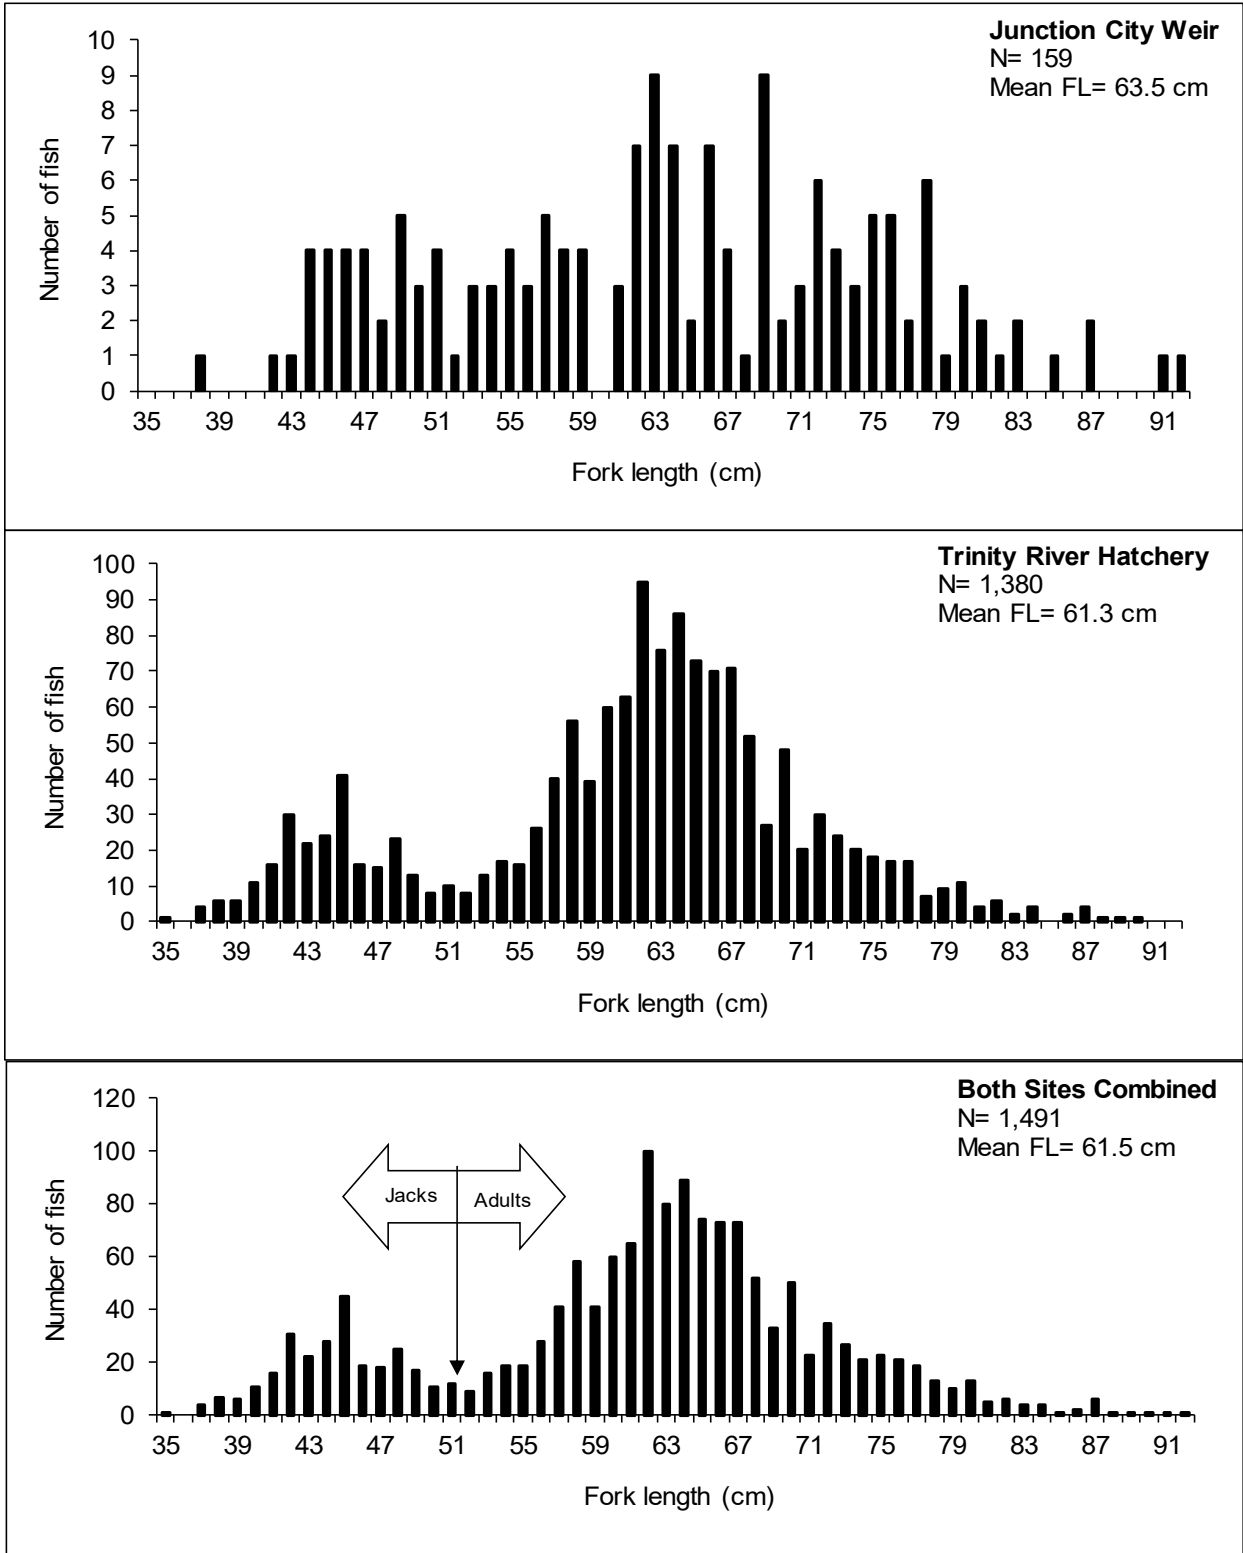 Junction City Weir
N= 159
Mean FL= 63.5 cm
10
9
8
7
6
5
4
3
2
1
0
Number of fish
35 39 43 47 51 55 59 63 67 71 75 79 83 87 91
Fork length (cm)
Trinity River Hatchery
N= 1,380
Mean FL= 61.3 cm
100
90
80
70
60
50
40
30
20
10
0
Number of fish
35 39 43 47 51 55 59 63 67 71 75 79 83 87 91
Fork length (cm)
Both Sites Combined
N= 1,491
Mean FL= 61.5 cm
120
100
80
60
40
20
0
Number of fish
Jacks Adults
35 39 43 47 51 55 59 63 67 71 75 79 83 87 91
Fork length (cm)